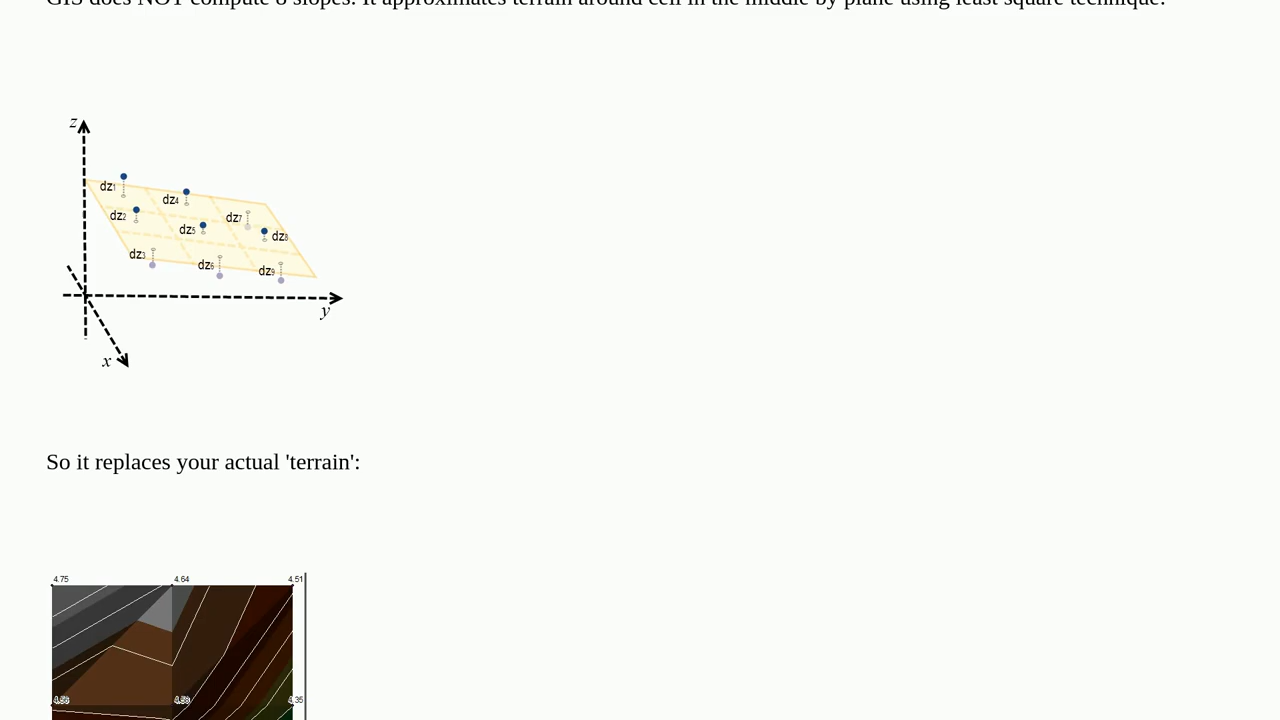 GIS does NOT compute 8 slopes. It approximates terrain around cell in the middle by plane using least square technique:
z
dz1
dz4
dz2
dz7
dz5
dz8
dz3
dz6
dz9
y
x
So it replaces your actual 'terrain':
4.75 4.64 4.51